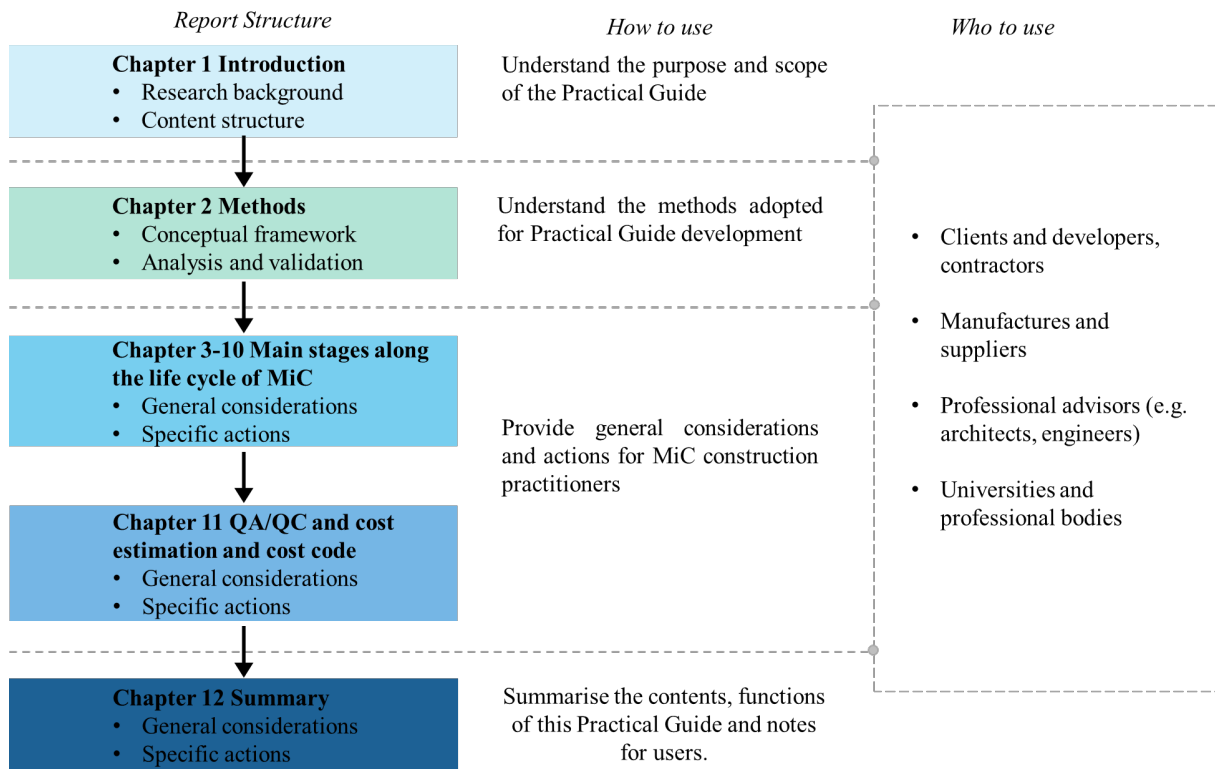 Report Structure
How to use
Who to use
Chapter 1 Introduction
• Research background
• Content structure
Understand the purpose and scope
of the Practical Guide
Chapter 2 Methods
• Conceptual framework
• Analysis and validation
Understand the methods adopted
for Practical Guide development
Chapter 3-10 Main stages along
the life cycle of MiC
• General considerations
• Specific actions
Chapter 11 QA/QC and cost
estimation and cost code
• General considerations
• Specific actions
Provide general considerations
and actions for MiC construction
practitioners
Chapter 12 Summary
• General considerations
• Specific actions
Summarise the contents, functions
of this Practical Guide and notes
for users.
• Clients and developers,
contractors
• Manufactures and
suppliers
• Professional advisors (e.g.
architects, engineers)
• Universities and
professional bodies